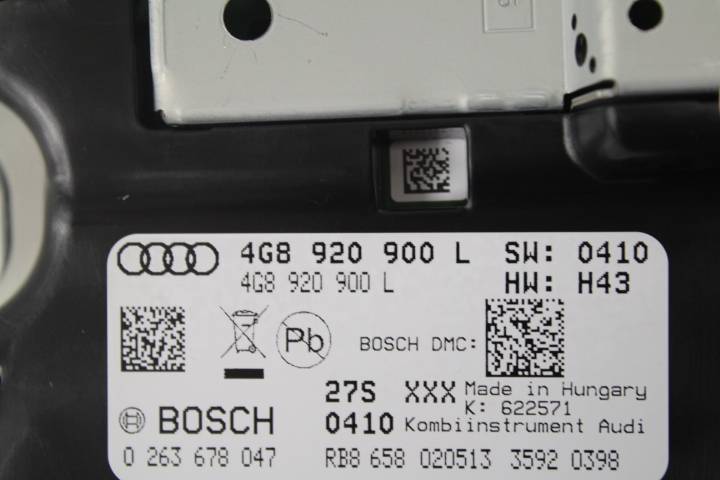 4G8 920 900 L SW: 0410
4G8 920 900 L HW: H43
Pb BOSCH DMC:
27S XXX Made in Hungary
K: 622571
BOSCH 0410 Kombiinstrument Audi
0 263 678 047 RB8 658 020513 3592 0398